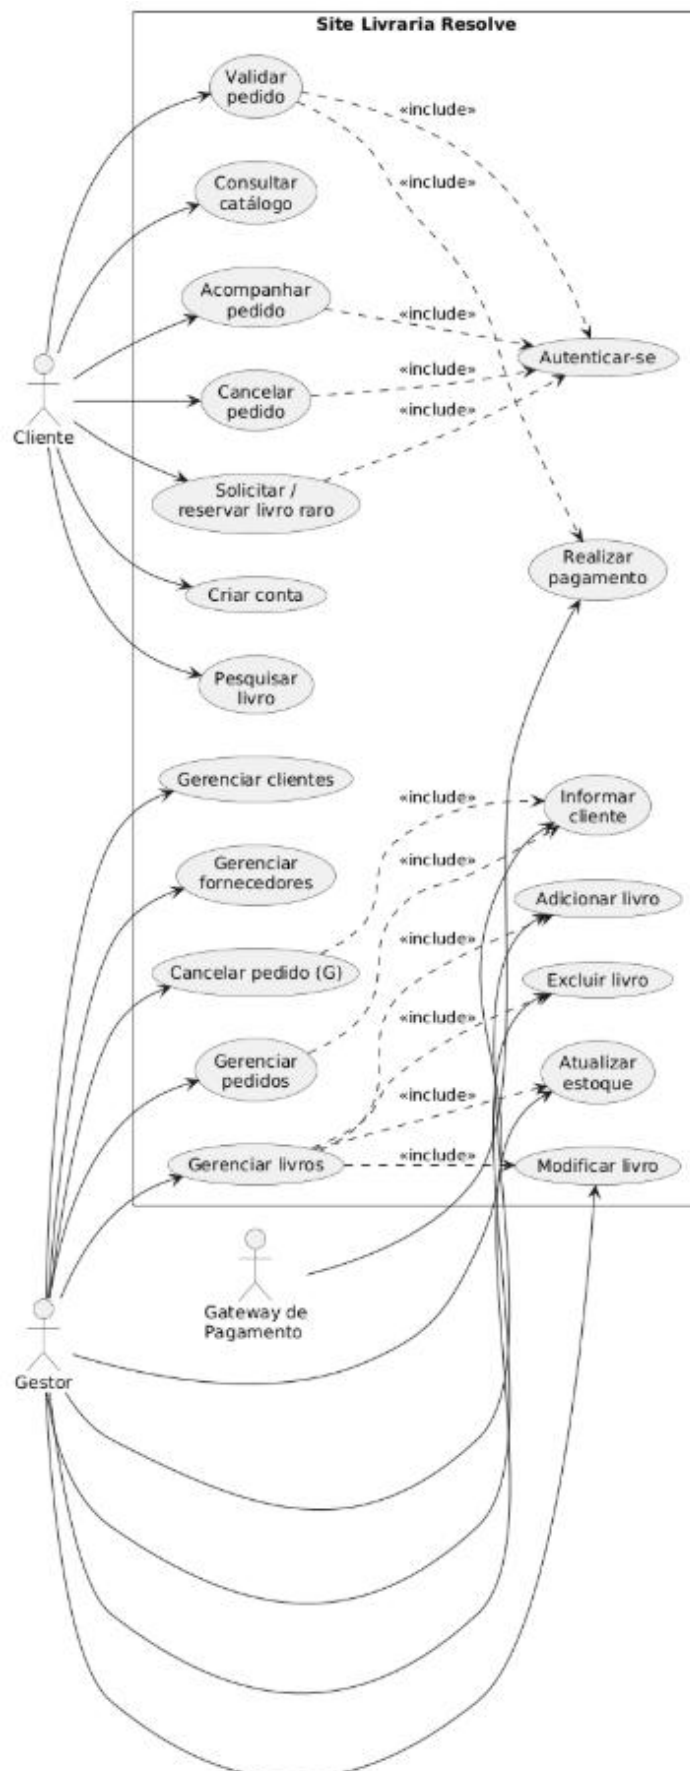 Site Livraria Resolve
Validar
pedido
«include»
«include»
Consultar
catálogo
Acompanhar
pedido
«include»
Autenticar-se
Cancelar
pedido
«include»
«include»
Cliente
Solicitar /
reservar livro raro
Realizar
pagamento
Criar conta
Pesquisar
livro
Gerenciar clientes
«include»
Informar
cliente
Gerenciar
fornecedores
«include»
Adicionar livro
«include»
Cancelar pedido (G)
Excluir livro
«include»
Gerenciar
pedidos
Atualizar
estoque
«include»
Gerenciar livros
«include»
Modificar livro
Gateway de
Pagamento
Gestor